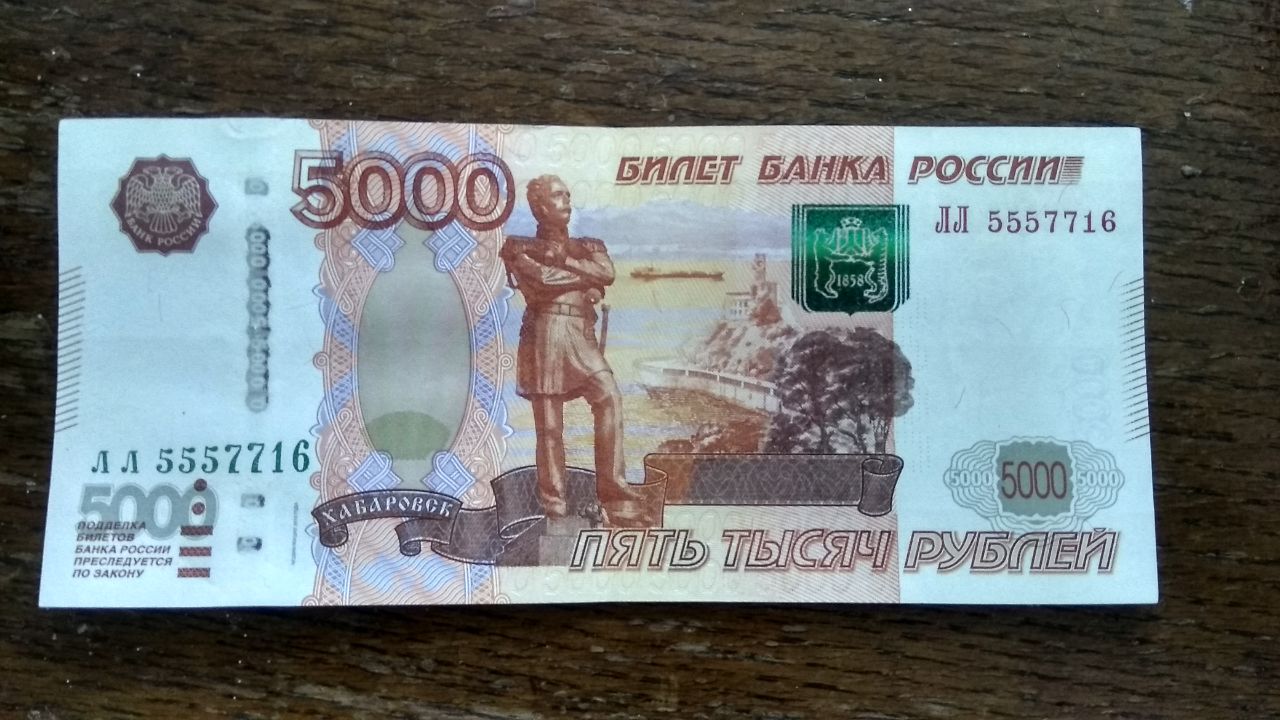 5000
БИЛЕТ БАНКА РОССИИ
БАНК РОССИИ
ЛЛ 5557716
1858
ЛЛ 5557716
5000
5000 5000 5000
ХАБАРОВСК
ПОДДЕЛКА
БИЛЕТОВ
БАНКА РОССИИ
ПРЕСЛЕДУЕТСЯ
ПО ЗАКОНУ
ПЯТЬ ТЫСЯЧ РУБЛЕЙ